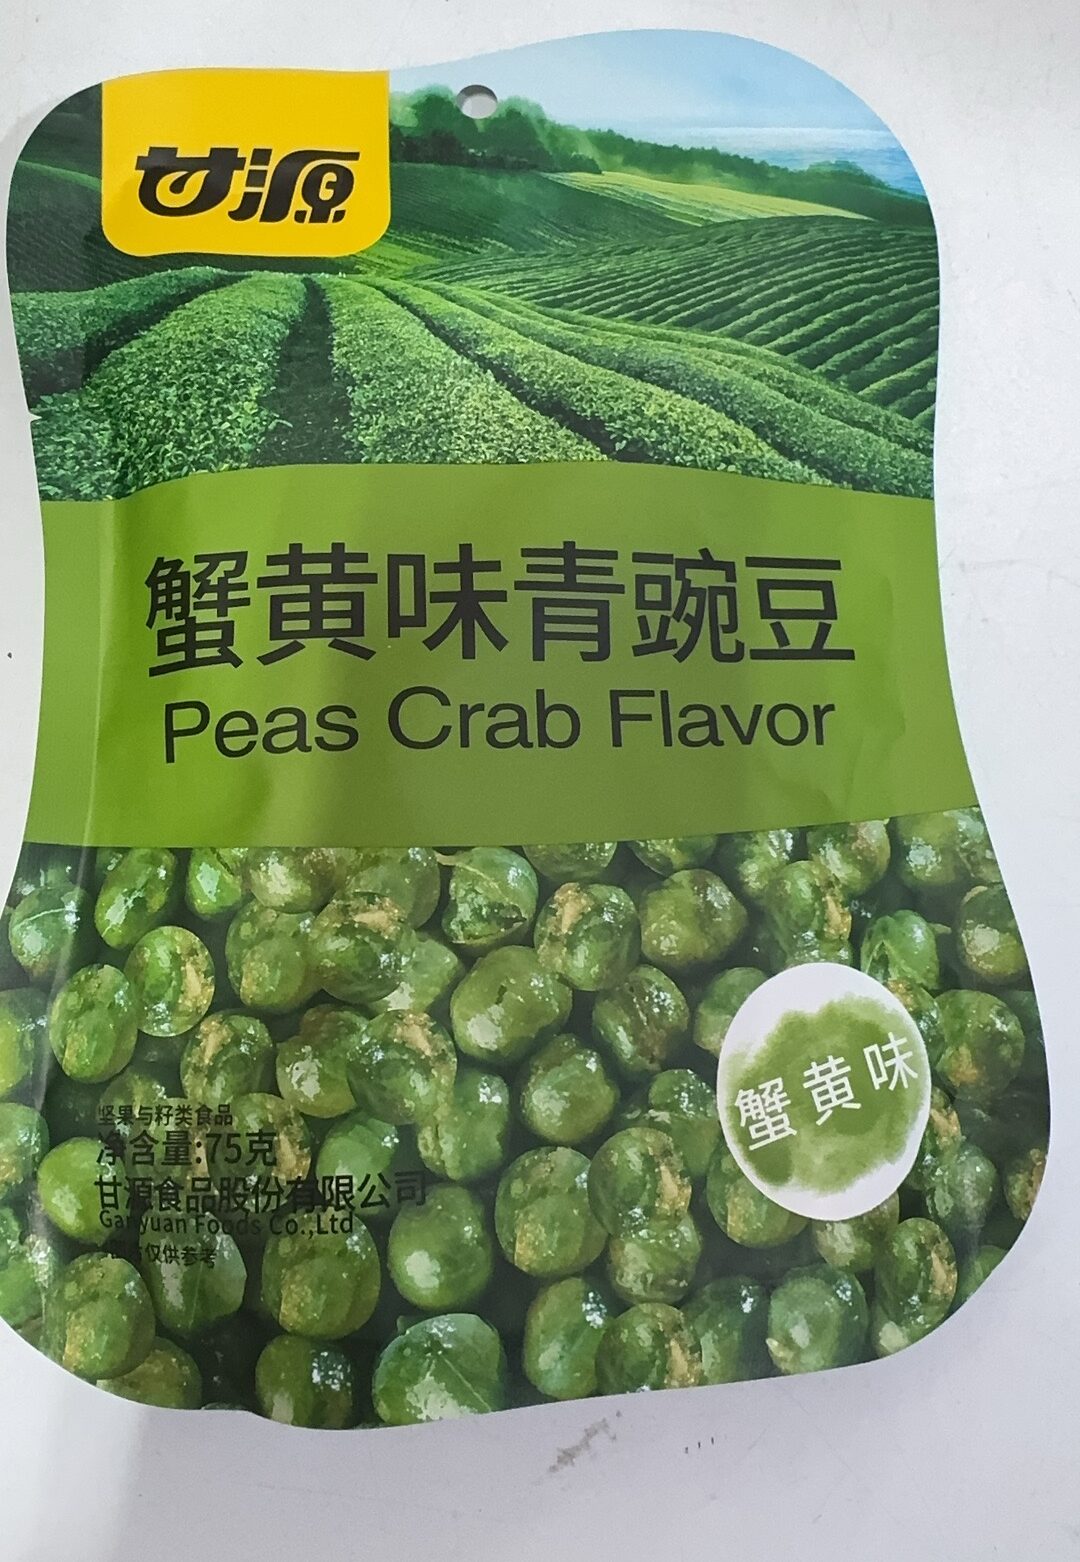 甘源
蟹黄味青豌豆
Peas Crab Flavor
蟹黄味
坚果与籽类食品
净含量:75克
甘源食品股份有限公司
Ganyuan Foods Co.,Ltd
仅供参考